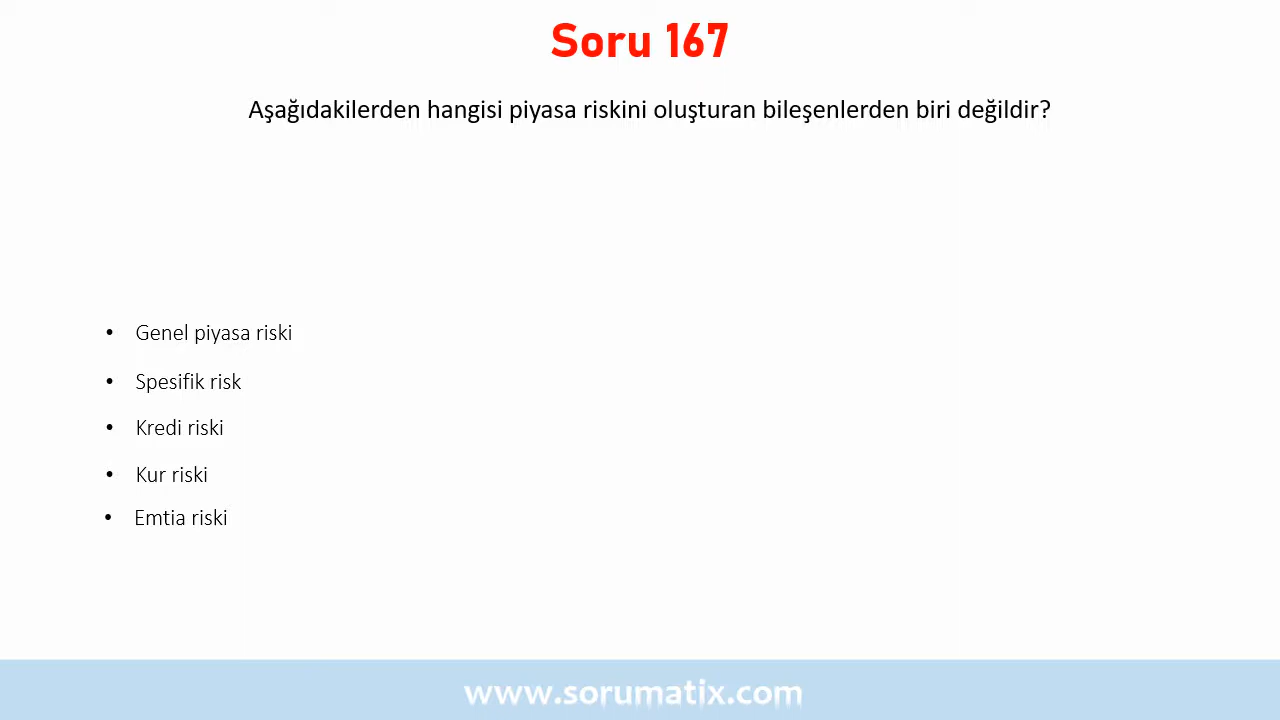 Soru 167
Aşağıdakilerden hangisi piyasa riskini oluşturan bileşenlerden biri değildir?
• Genel piyasa riski
• Spesifik risk
• Kredi riski
• Kur riski
• Emtia riski
www.sorumatix.com